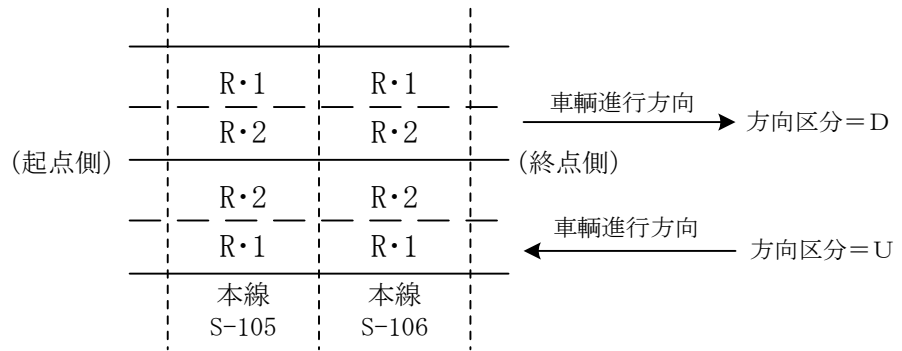 R・1 R・1
車輌進行方向
方向区分=D
R・2 R・2
(起点側) (終点側)
R・2 R・2
車輌進行方向
方向区分=U
R・1 R・1
本線 本線
S-105 S-106